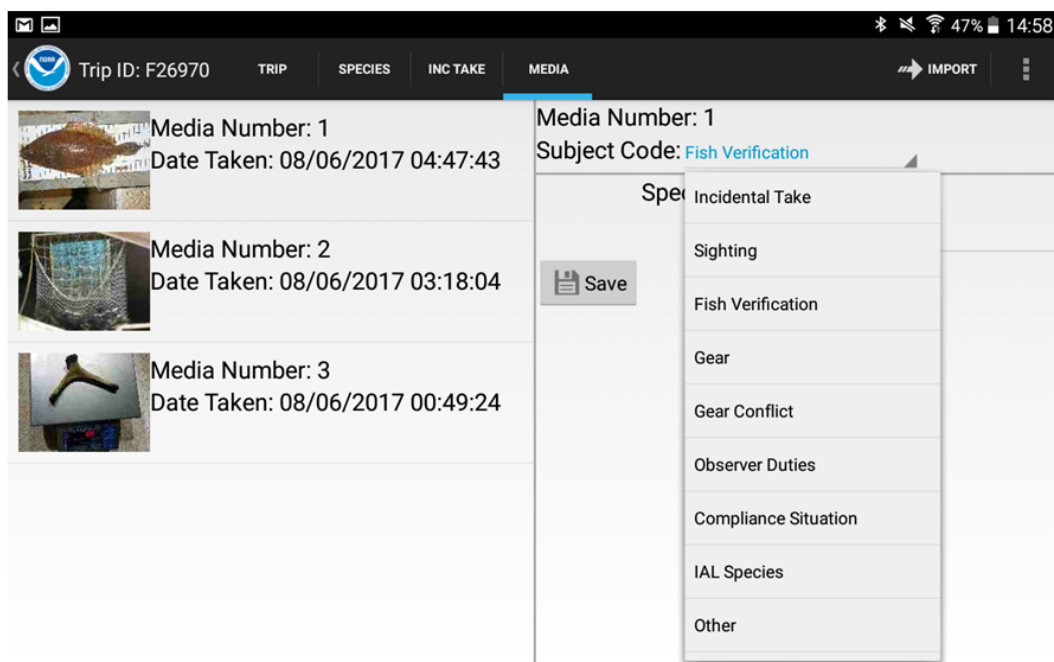 47% 14:58
NOAA
Trip ID: F26970 TRIP SPECIES INC TAKE MEDIA IMPORT
Media Number: 1
Date Taken: 08/06/2017 04:47:43
Media Number: 2
Date Taken: 08/06/2017 03:18:04
Media Number: 3
Date Taken: 08/06/2017 00:49:24
Media Number: 1
Subject Code: Fish Verification
Spec
Incidental Take
Sighting
Fish Verification
Gear
Gear Conflict
Observer Duties
Compliance Situation
IAL Species
Other
Save